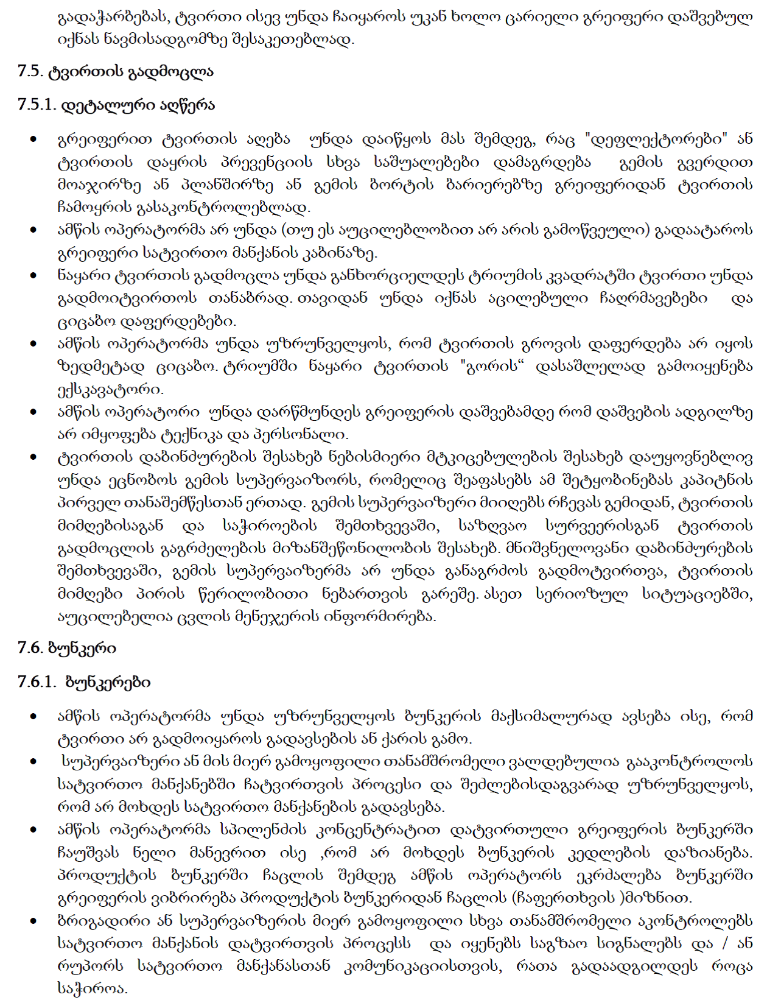 გადაჭარბებას, ტვირთი ისევ უნდა ჩაიყაროს უკან ხოლო ცარიელი გრეიფერი დაშვებულ
იქნას ნავმისადგომზე შესაკეთებლად.
7.5. ტვირთის გადმოცლა
7.5.1. დეტალური აღწერა
• გრეიფერით ტვირთის აღება უნდა დაიწყოს მას შემდეგ, რაც "დეფლექტორები" ან
ტვირთის დაყრის პრევენციის სხვა საშუალებები დამაგრდება გემის გვერდით
მოაჯირზე ან პლანშირზე ან გემის ბორტის ბარიერებზე გრეიფერიდან ტვირთის
ჩამოყრის გასაკონტროლებლად.
• ამწის ოპერატორმა არ უნდა (თუ ეს აუცილებლობით არ არის გამოწვეული) გადაატაროს
გრეიფერი სატვირთო მანქანის კაბინაზე.
• ნაყარი ტვირთის გადმოცლა უნდა განხორციელდეს ტრიუმის კვადრატში ტვირთი უნდა
გადმოიტვირთოს თანაბრად. თავიდან უნდა იქნას აცილებული ჩაღრმავებები და
ციცაბო დაფერდებები.
• ამწის ოპერატორმა უნდა უზრუნველყოს, რომ ტვირთის გროვის დაფერდება არ იყოს
ზედმეტად ციცაბო. ტრიუმში ნაყარი ტვირთის "გორის“ დასაშლელად გამოიყენება
ექსკავატორი.
• ამწის ოპერატორი უნდა დარწმუნდეს გრეიფერის დაშვებამდე რომ დაშვების ადგილზე
არ იმყოფება ტექნიკა და პერსონალი.
• ტვირთის დაბინძურების შესახებ ნებისმიერი მტკიცებულების შესახებ დაუყოვნებლივ
უნდა ეცნობოს გემის სუპერვაიზორს, რომელიც შეაფასებს ამ შეტყობინებას კაპიტნის
პირველ თანაშემწესთან ერთად. გემის სუპერვაიზერი მიიღებს რჩევას გემიდან, ტვირთის
მიმღებისაგან და საჭიროების შემთხვევაში, საზღვაო სურვეერისგან ტვირთის
გადმოცლის გაგრძელების მიზანშეწონილობის შესახებ. მნიშვნელოვანი დაბინძურების
შემთხვევაში, გემის სუპერვაიზერმა არ უნდა განაგრძოს გადმოტვირთვა, ტვირთის
მიმღები პირის წერილობითი ნებართვის გარეშე. ასეთ სერიოზულ სიტუაციებში,
აუცილებელია ცვლის მენეჯერის ინფორმირება.
7.6. ბუნკერი
7.6.1. ბუნკერები
• ამწის ოპერატორმა უნდა უზრუნველყოს ბუნკერის მაქსიმალურად ავსება ისე, რომ
ტვირთი არ გადმოიყაროს გადავსების ან ქარის გამო.
• სუპერვაიზერი ან მის მიერ გამოყოფილი თანამშრომელი ვალდებულია გააკონტროლოს
სატვირთო მანქანებში ჩატვირთვის პროცესი და შეძლებისდაგვარად უზრუნველყოს,
რომ არ მოხდეს სატვირთო მანქანების გადავსება.
• ამწის ოპერატორმა სპილენძის კონცენტრატით დატვირთული გრეიფერის ბუნკერში
ჩაუშვას ნელი მანევრით ისე ,რომ არ მოხდეს ბუნკერის კედლების დაზიანება.
პროდუქტის ბუნკერში ჩაცლის შემდეგ ამწის ოპერატორს ეკრძალება ბუნკერში
გრეიფერის ვიბრირება პროდუქტის ბუნკერიდან ჩაცლის (ჩაფერთხვის )მიზნით.
• ბრიგადირი ან სუპერვაიზერის მიერ გამოყოფილი სხვა თანამშრომელი აკონტროლებს
სატვირთო მანქანის დატვირთვის პროცესს და იყენებს საგზაო სიგნალებს და / ან
რუპორს სატვირთო მანქანასთან კომუნიკაციისთვის, რათა გადაადგილდეს როცა
საჭიროა.